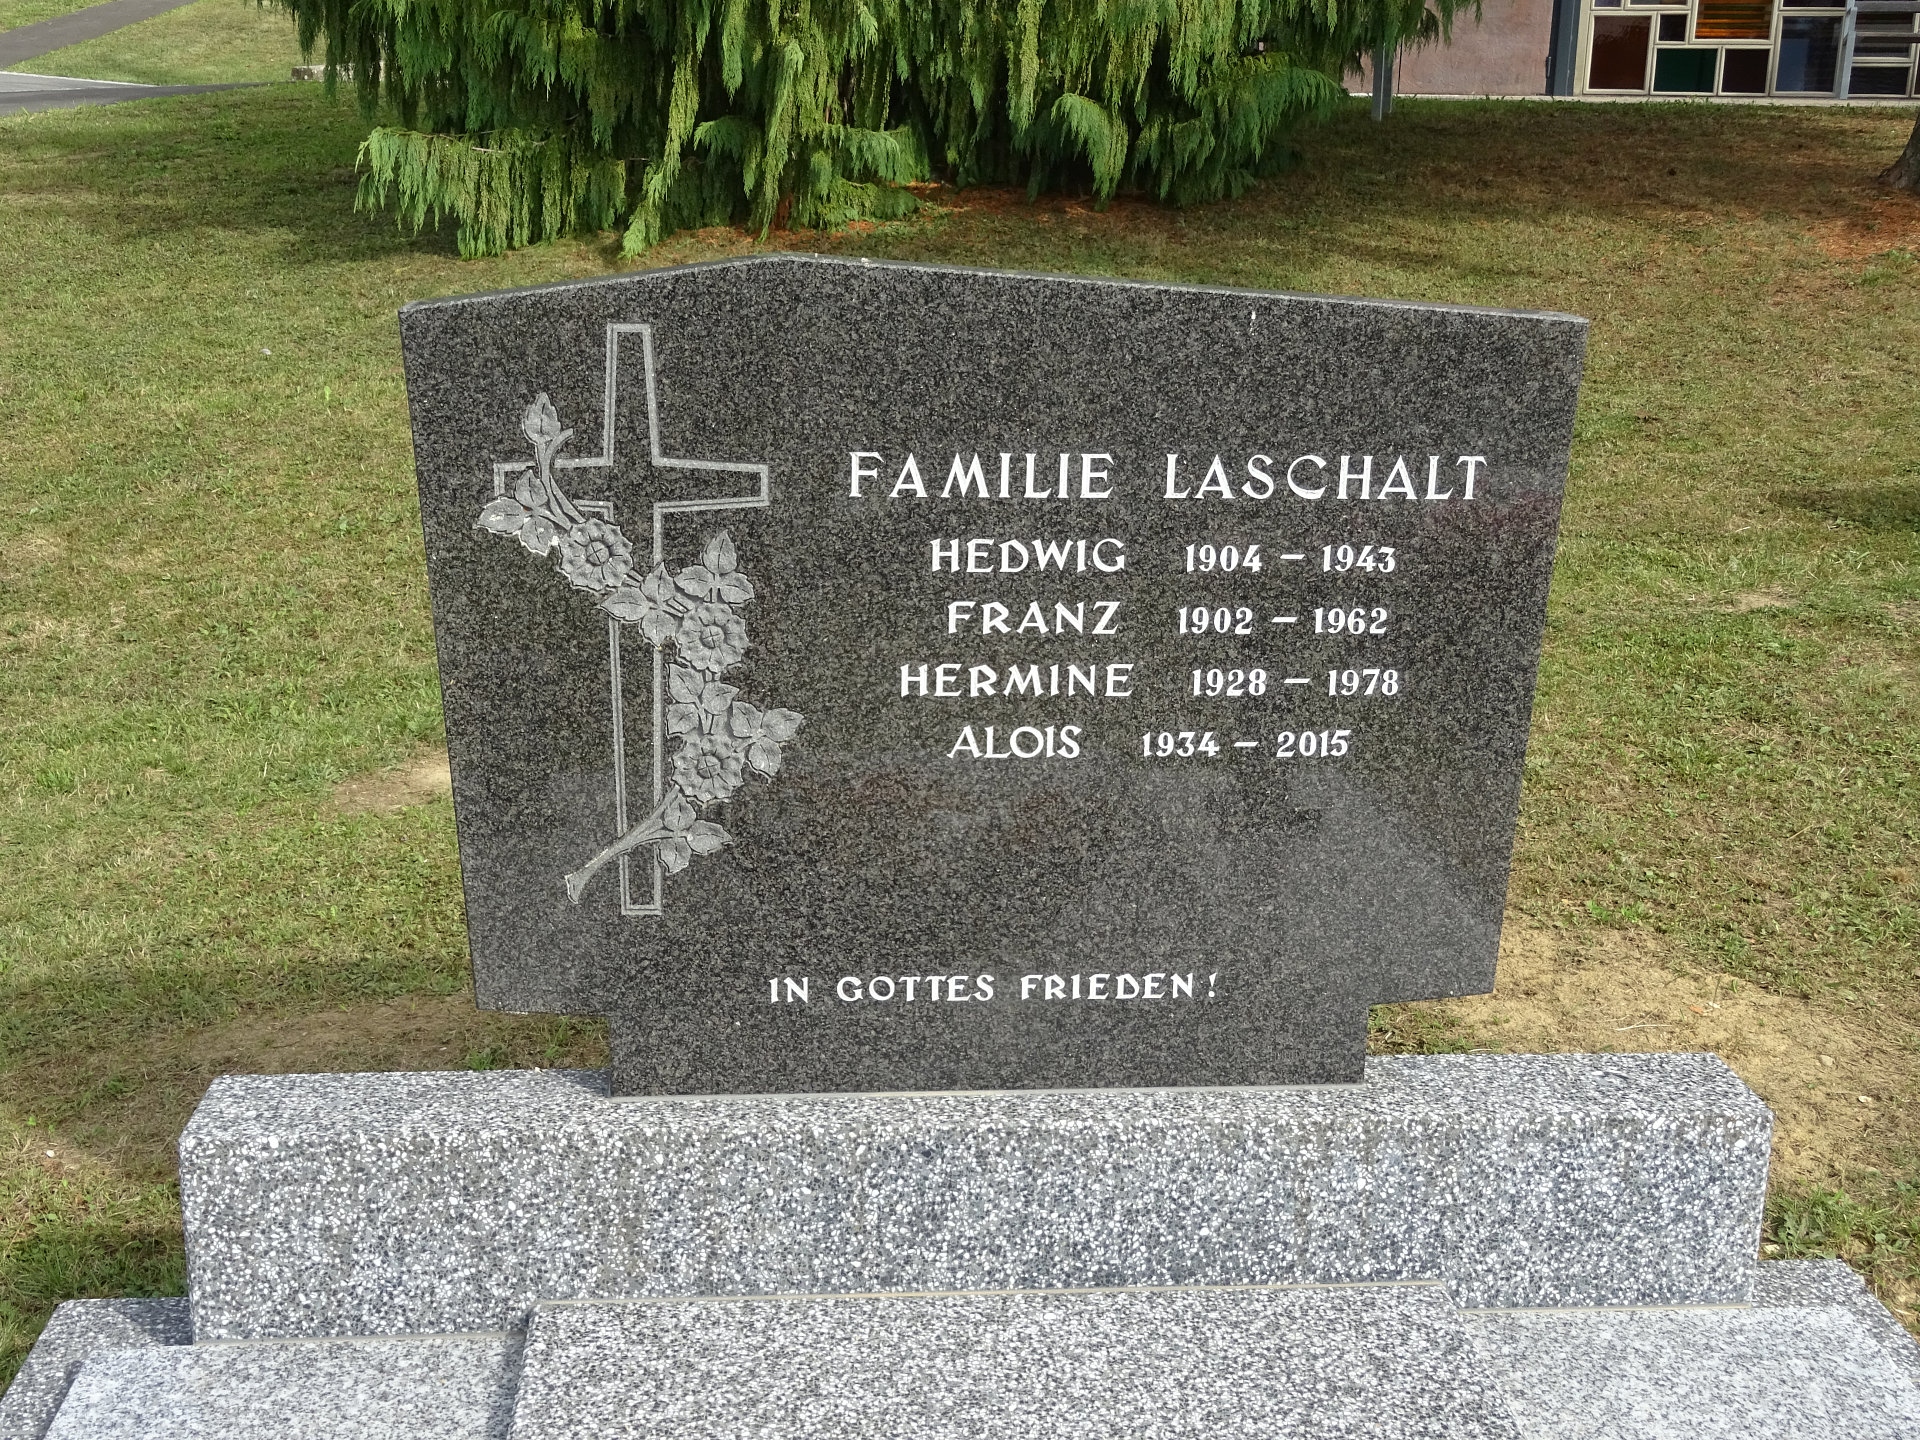 FAMILIE LASCHALT
HEDWIG 1904 – 1943
FRANZ 1902 – 1962
HERMINE 1928 – 1978
ALOIS 1934 – 2015
IN GOTTES FRIEDEN!